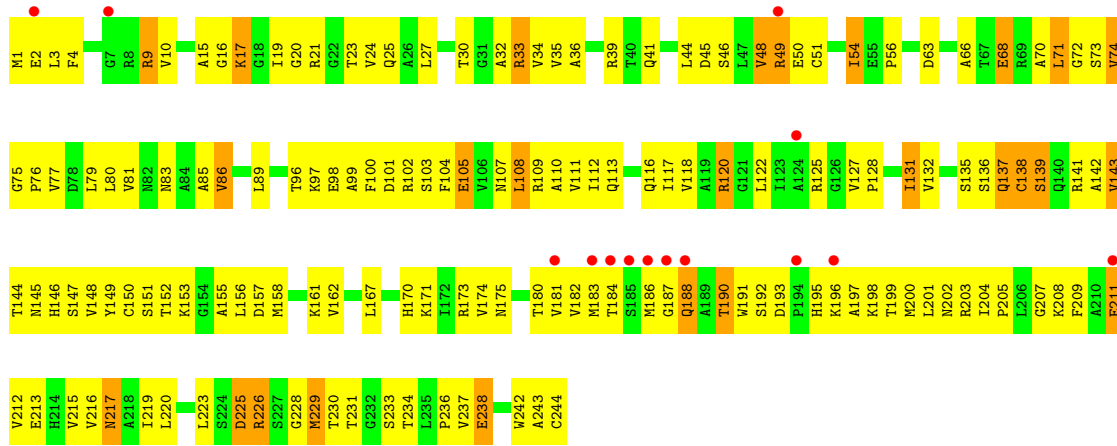 M1 E2 L3 F4 G7 R8 R9 V10 A15 G16 K17 G18 I19 G20 R21 G22 T23 V24 Q25 A26 L27 T30 G31 A32 R33 V34 V35 A36 R39 T40 Q41 L44 D45 S46 L47 V48 R49 E50 C51 I54 E55 P56 D63 A66 T67 E68 R69 A70 L71 G72 S73 V74
G75 P76 V77 D78 L79 L80 V81 N82 N83 A84 A85 V86 L89 T96 K97 E98 A99 F100 D101 R102 S103 F104 E105 V106 N107 L108 R109 A110 V111 I112 Q113 Q116 I117 V118 A119 R120 G121 L122 I123 A124 R125 G126 V127 P128 I131 V132 S135 S136 Q137 C138 S139 Q140 R141 A142 V143
T144 N145 H146 S147 V148 Y149 C150 S151 T152 K153 G154 A155 L156 D157 M158 K161 V162 L167 H170 K171 I172 R173 V174 N175 T180 V181 V182 M183 T184 S185 M186 G187 Q188 A189 T190 W191 S192 D193 P194 H195 K196 A197 K198 T199 M200 L201 N202 R203 I204 P205 L206 G207 K208 F209 A210 E211
V212 E213 H214 V215 V216 N217 A218 I219 L220 L223 S224 D225 R226 S227 G228 M229 T230 T231 G232 S233 T234 L235 P236 V237 E238 W242 A243 C244